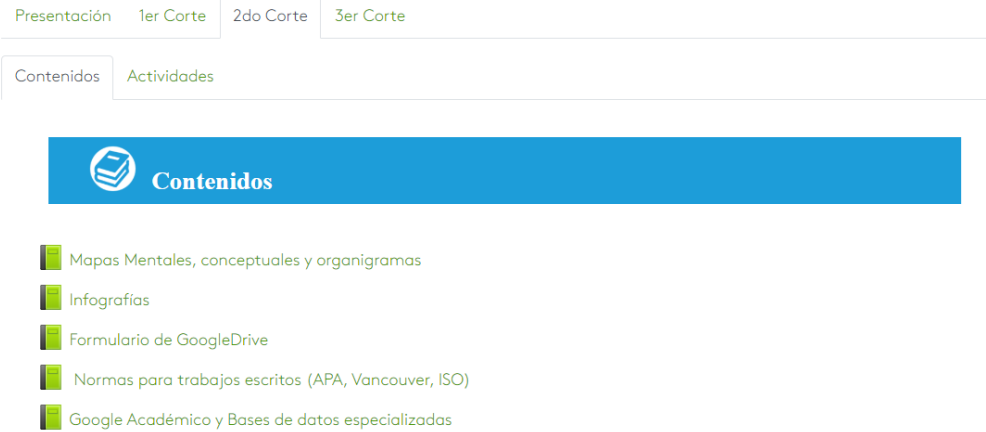 Presentación 1er Corte 2do Corte 3er Corte
Contenidos Actividades
Contenidos
Mapas Mentales, conceptuales y organigramas
Infografías
Formulario de GoogleDrive
Normas para trabajos escritos (APA, Vancouver, ISO)
Google Académico y Bases de datos especializadas